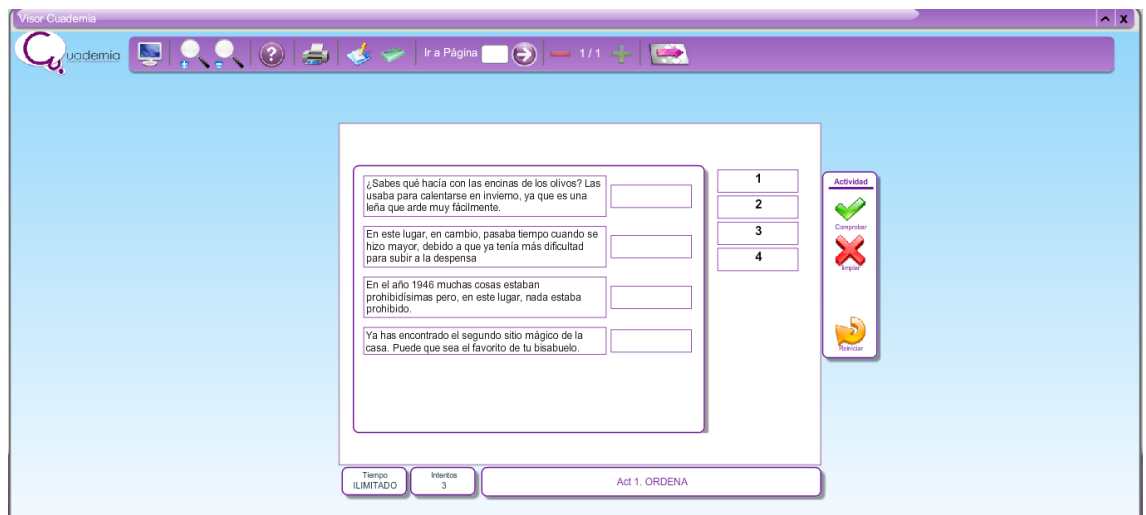 Visor Cuademia
Cuademia
Ir a Página
1 / 1
¿Sabes qué hacía con las encinas de los olivos? Las
usaba para calentarse en invierno, ya que es una
leña que arde muy fácilmente.
En este lugar, en cambio, pasaba tiempo cuando se
hizo mayor, debido a que ya tenía más dificultad
para subir a la despensa
En el año 1946 muchas cosas estaban
prohibidísimas pero, en este lugar, nada estaba
prohibido.
Ya has encontrado el segundo sitio mágico de la
casa. Puede que sea el favorito de tu bisabuelo.
1
2
3
4
Actividad
Comprobar
limpiar
Reiniciar
Tiempo
ILIMITADO
Intentos
3
Act 1. ORDENA